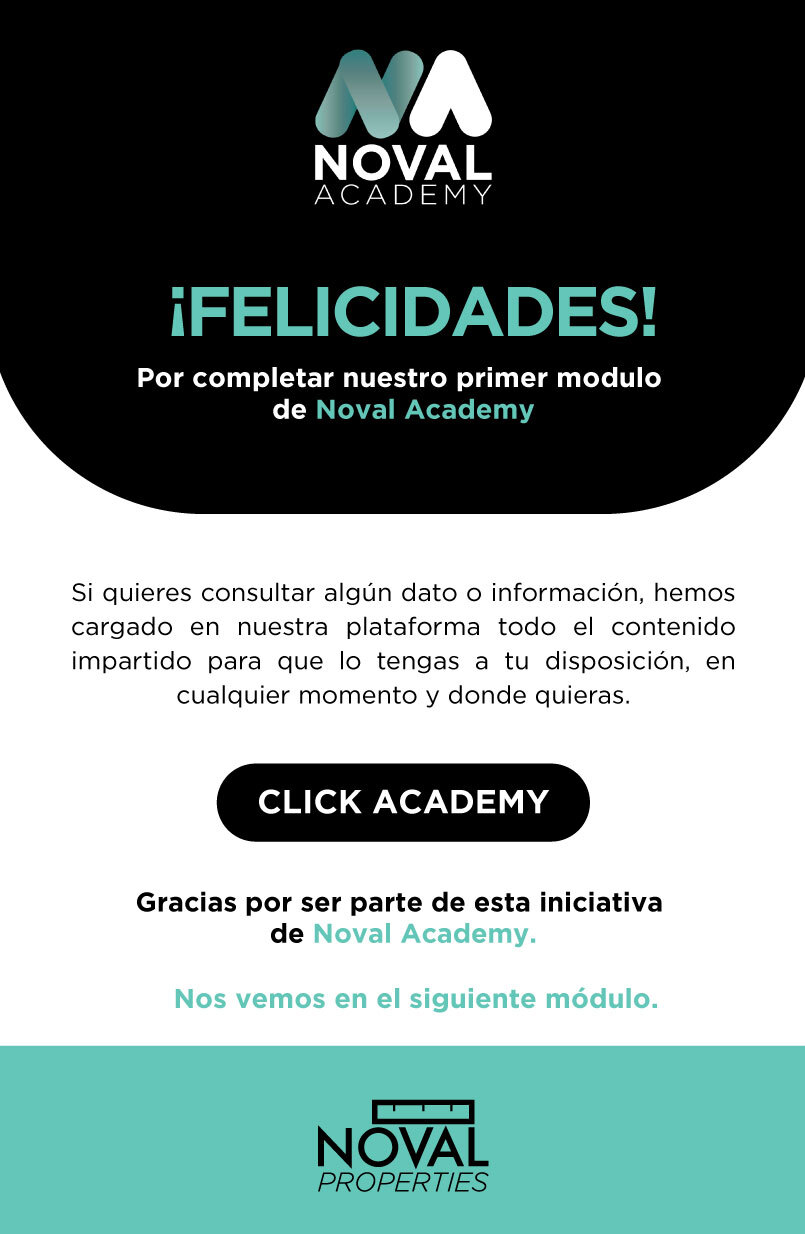 NOVAL
ACADEMY
¡FELICIDADES!
Por completar nuestro primer modulo
de Noval Academy
Si quieres consultar algún dato o información, hemos
cargado en nuestra plataforma todo el contenido
impartido para que lo tengas a tu disposición, en
cualquier momento y donde quieras.
CLICK ACADEMY
Gracias por ser parte de esta iniciativa
de Noval Academy.
Nos vemos en el siguiente módulo.
NOVAL
PROPERTIES